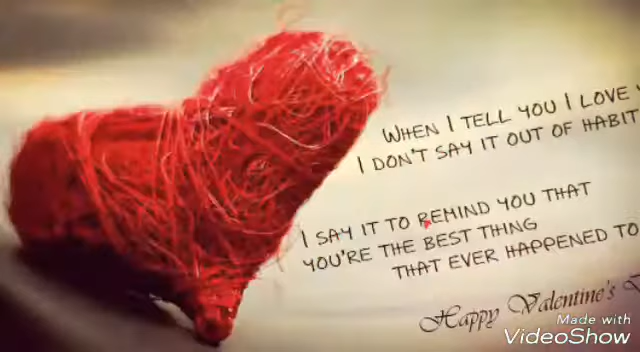 WHEN I TELL YOU I LOVE
I DON'T SAY IT OUT OF HABIT
I SAY IT TO REMIND YOU THAT
YOU'RE THE BEST THING
THAT EVER HAPPENED TO
Happy Valentine's
Made with
VideoShow